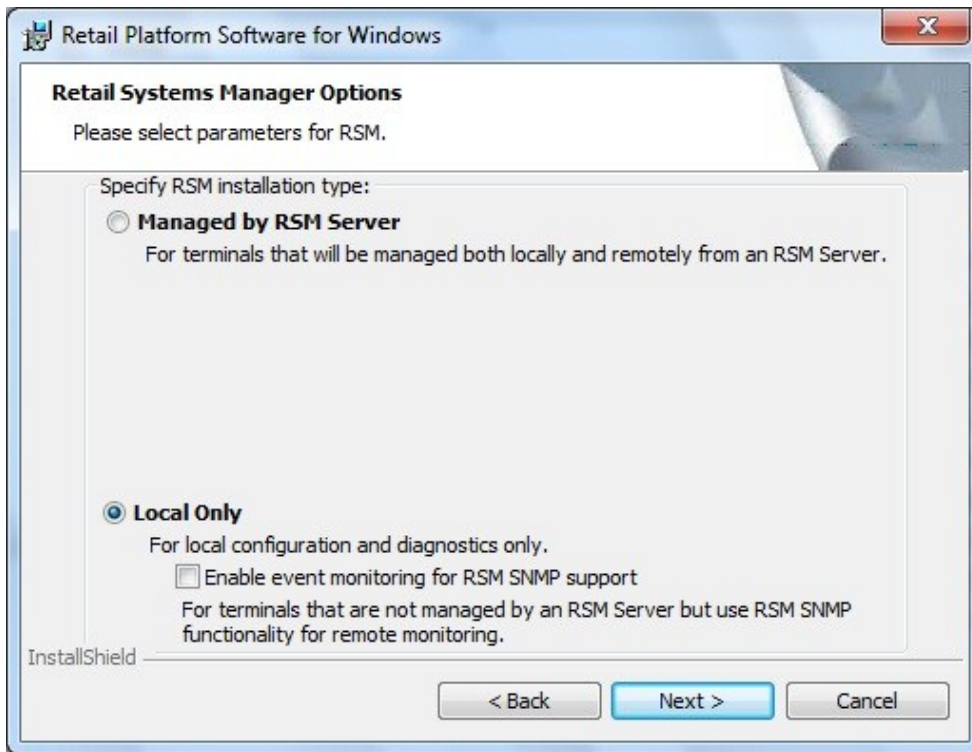 Retail Platform Software for Windows
Retail Systems Manager Options
Please select parameters for RSM.
Specify RSM installation type:
Managed by RSM Server
For terminals that will be managed both locally and remotely from an RSM Server.
Local Only
For local configuration and diagnostics only.
Enable event monitoring for RSM SNMP support
For terminals that are not managed by an RSM Server but use RSM SNMP
functionality for remote monitoring.
InstallShield
< Back
Next >
Cancel